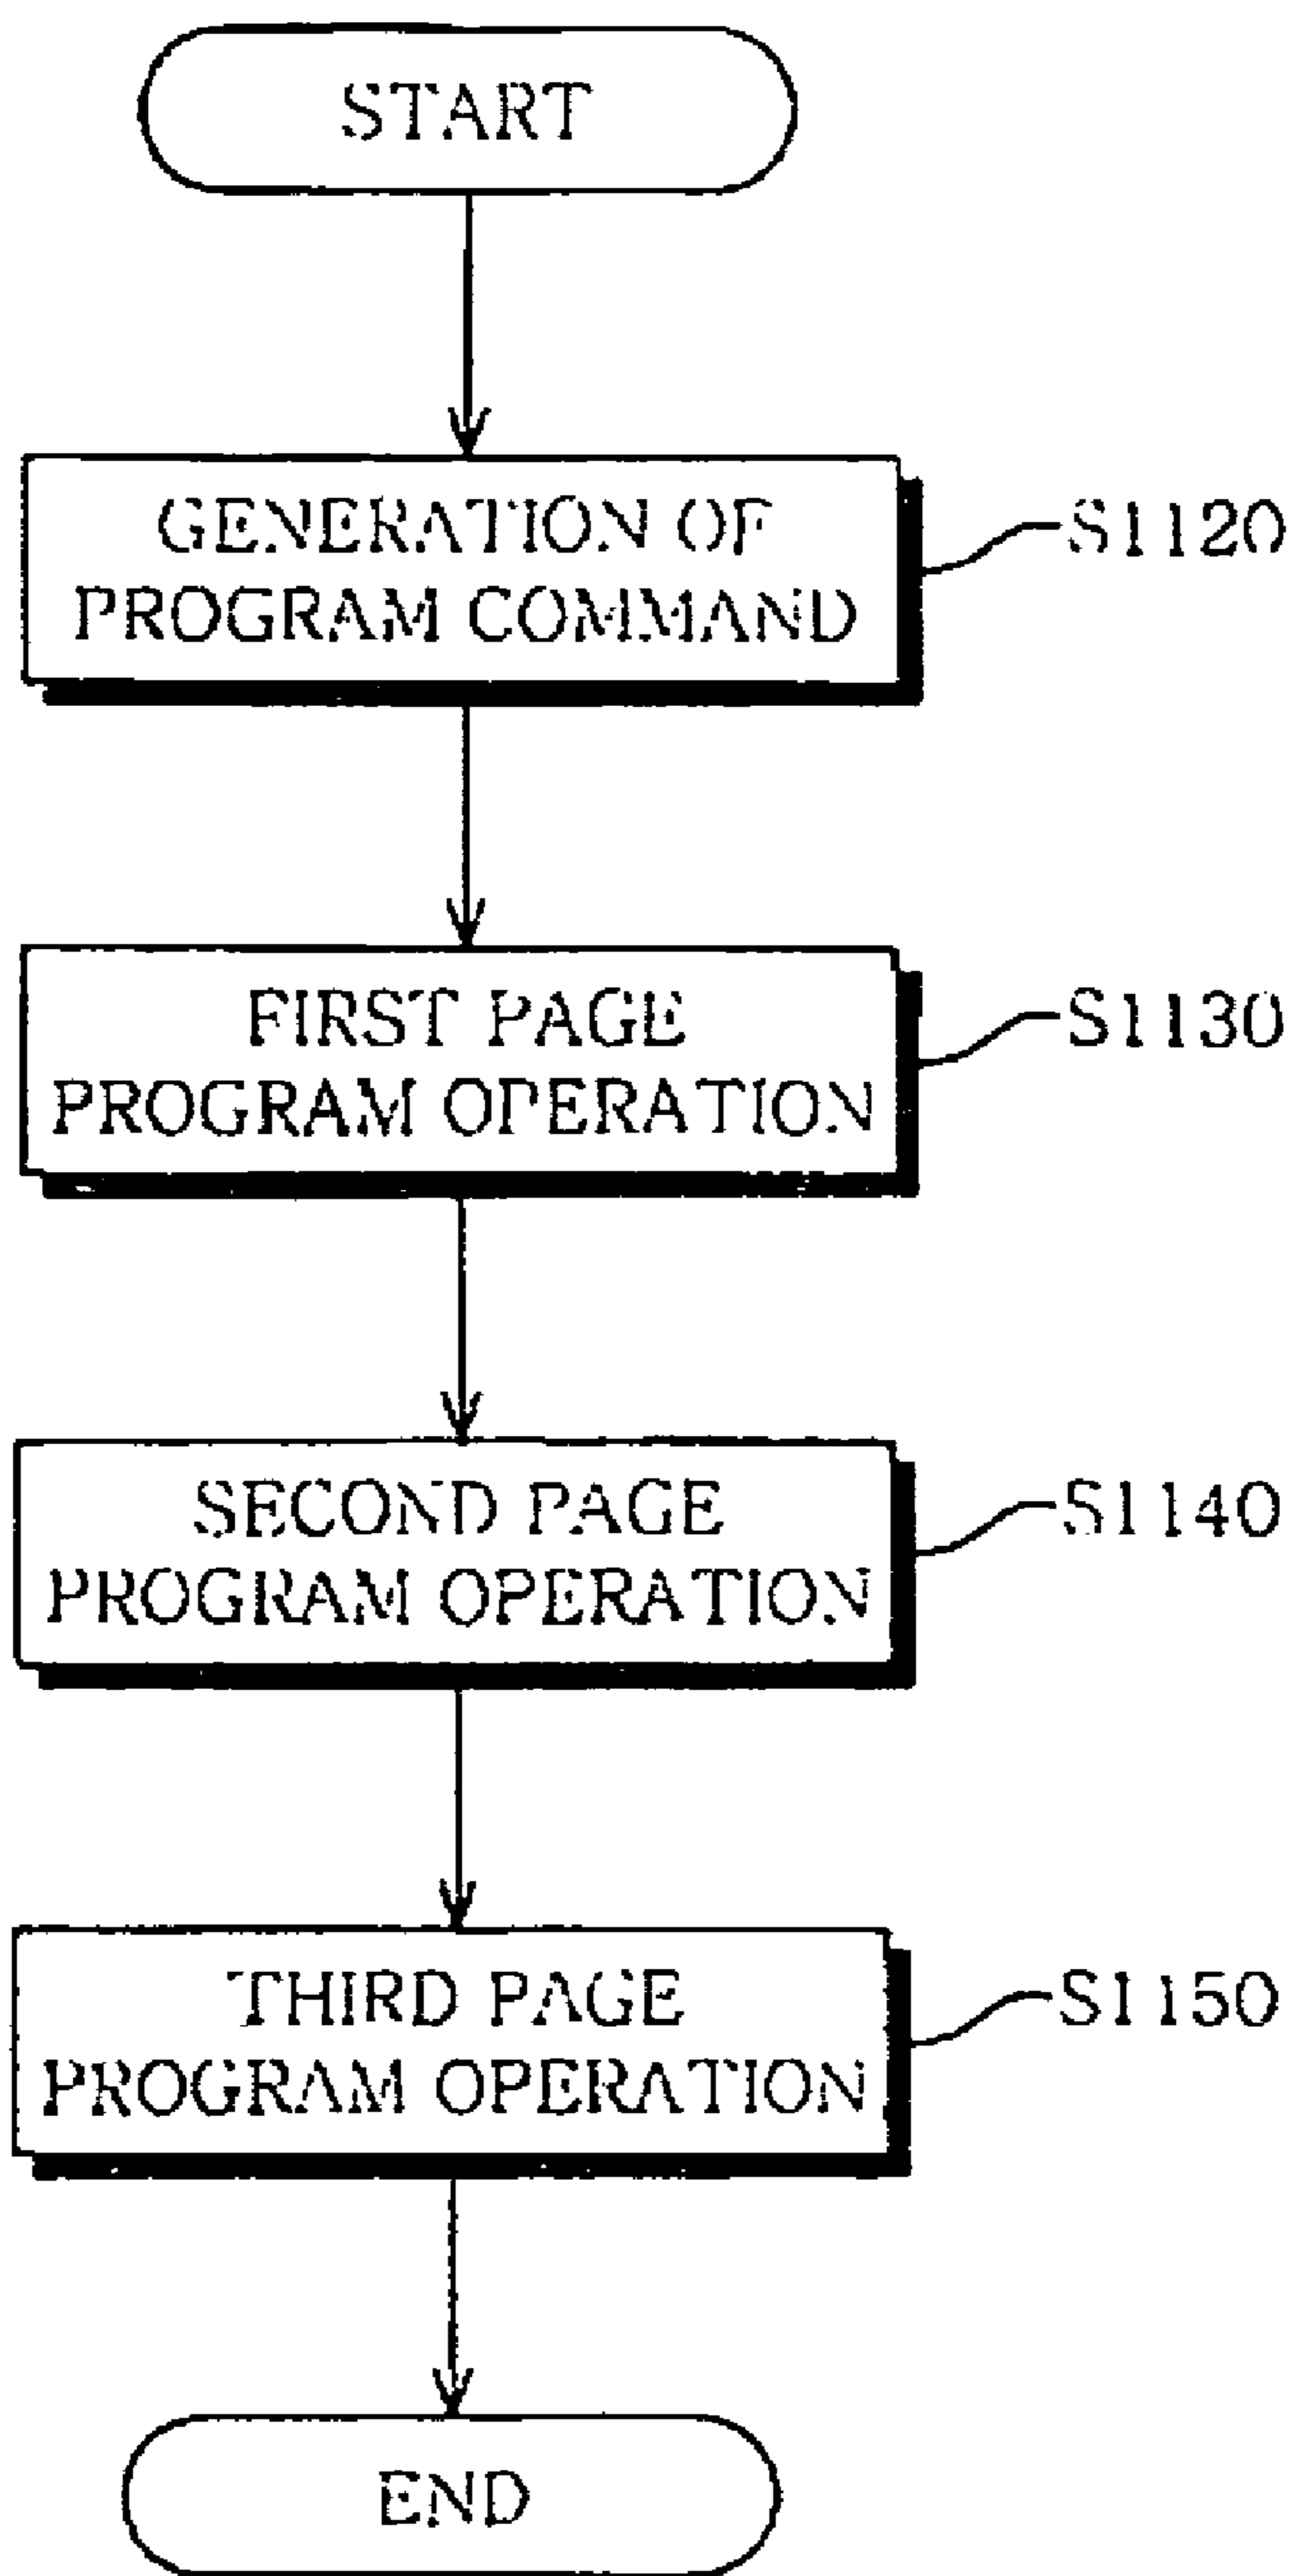 START
GENERATION OF
PROGRAM COMMAND
S1120
FIRST PAGE
PROGRAM OPERATION
S1130
SECOND PAGE
PROGRAM OPERATION
S1140
THIRD PAGE
PROGRAM OPERATION
S1150
END